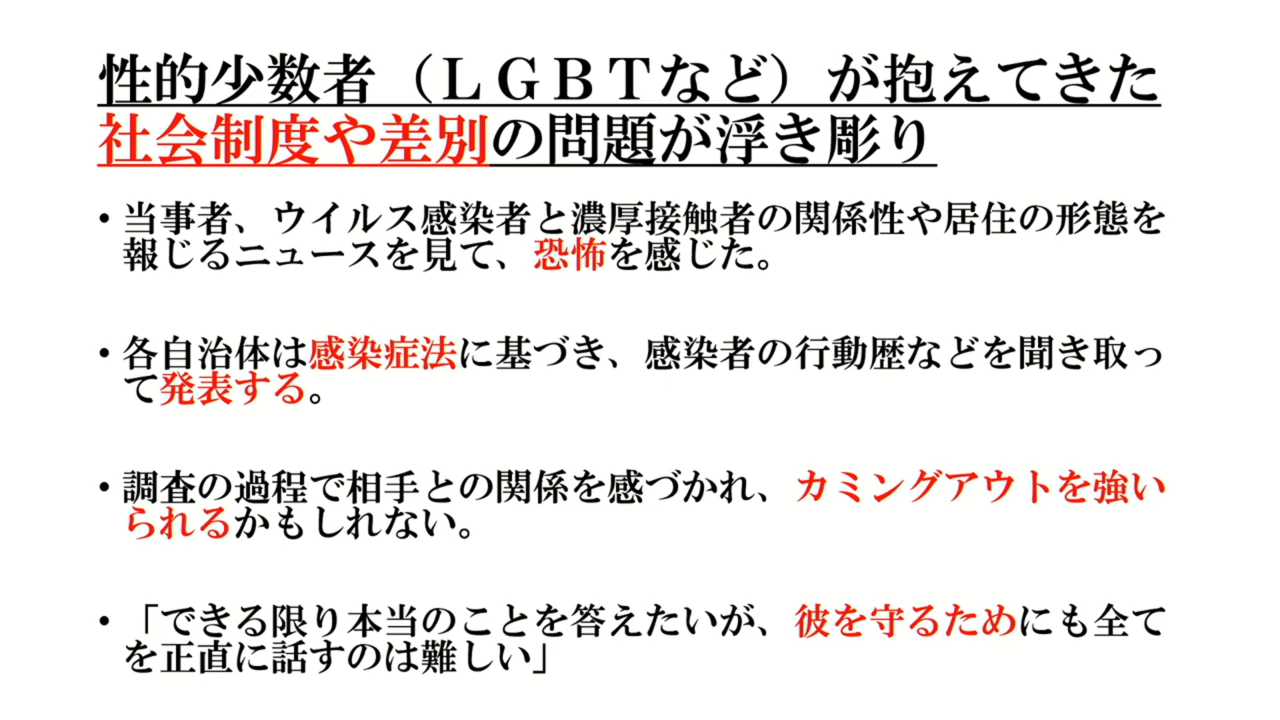 性的少数者（ＬＧＢＴなど）が抱えてきた
社会制度や差別の問題が浮き彫り
• 当事者、ウイルス感染者と濃厚接触者の関係性や居住の形態を
報じるニュースを見て、恐怖を感じた。
• 各自治体は感染症法に基づき、感染者の行動歴などを聞き取っ
て発表する。
• 調査の過程で相手との関係を感づかれ、カミングアウトを強い
られるかもしれない。
• 「できる限り本当のことを答えたいが、彼を守るためにも全て
を正直に話すのは難しい」